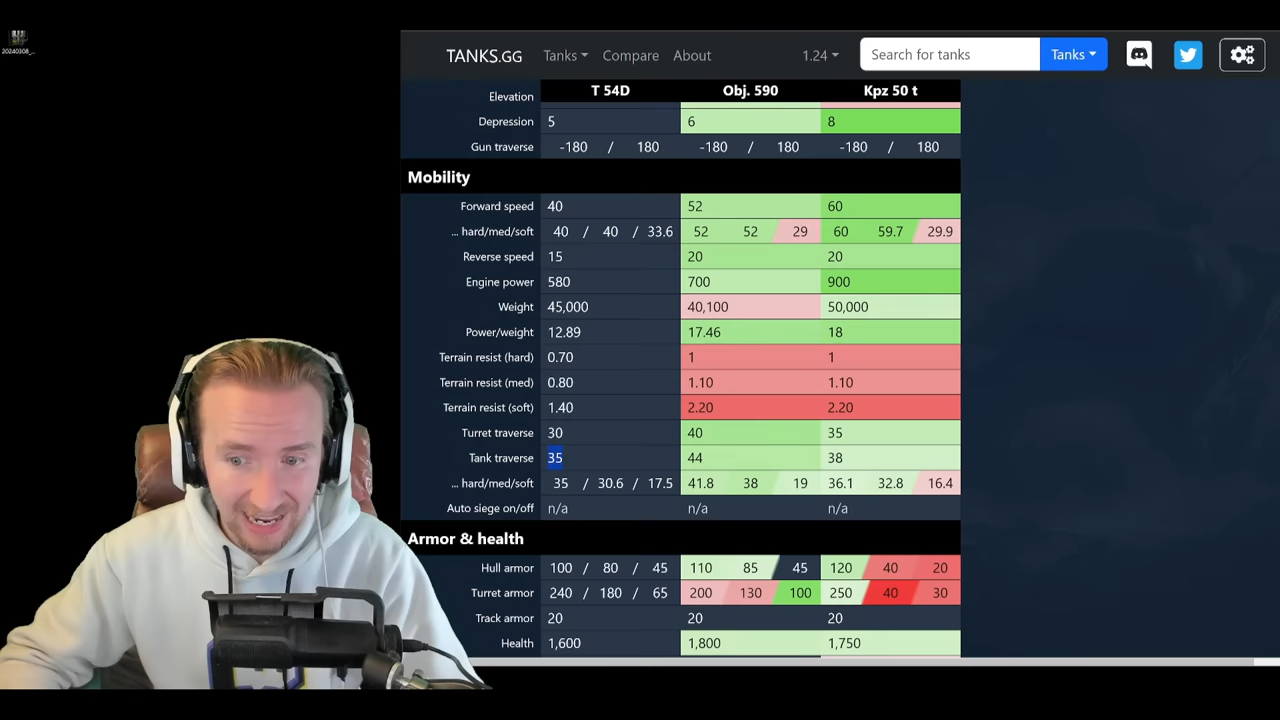 20240308_...
TANKS.GG Tanks Compare About 1.24 Search for tanks Tanks
T 54D Obj. 590 Kpz 50 t
Elevation
Depression 5 6 8
Gun traverse -180 / 180 -180 / 180 -180 / 180
Mobility
Forward speed 40 52 60
... hard/med/soft 40 / 40 / 33.6 52 52 29 60 59.7 29.9
Reverse speed 15 20 20
Engine power 580 700 900
Weight 45,000 40,100 50,000
Power/weight 12.89 17.46 18
Terrain resist (hard) 0.70 1 1
Terrain resist (med) 0.80 1.10 1.10
Terrain resist (soft) 1.40 2.20 2.20
Turret traverse 30 40 35
Tank traverse 35 44 38
... hard/med/soft 35 / 30.6 / 17.5 41.8 38 19 36.1 32.8 16.4
Auto siege on/off n/a n/a n/a
Armor & health
Hull armor 100 / 80 / 45 110 85 45 120 40 20
Turret armor 240 / 180 / 65 200 130 100 250 40 30
Track armor 20 20 20
Health 1,600 1,800 1,750